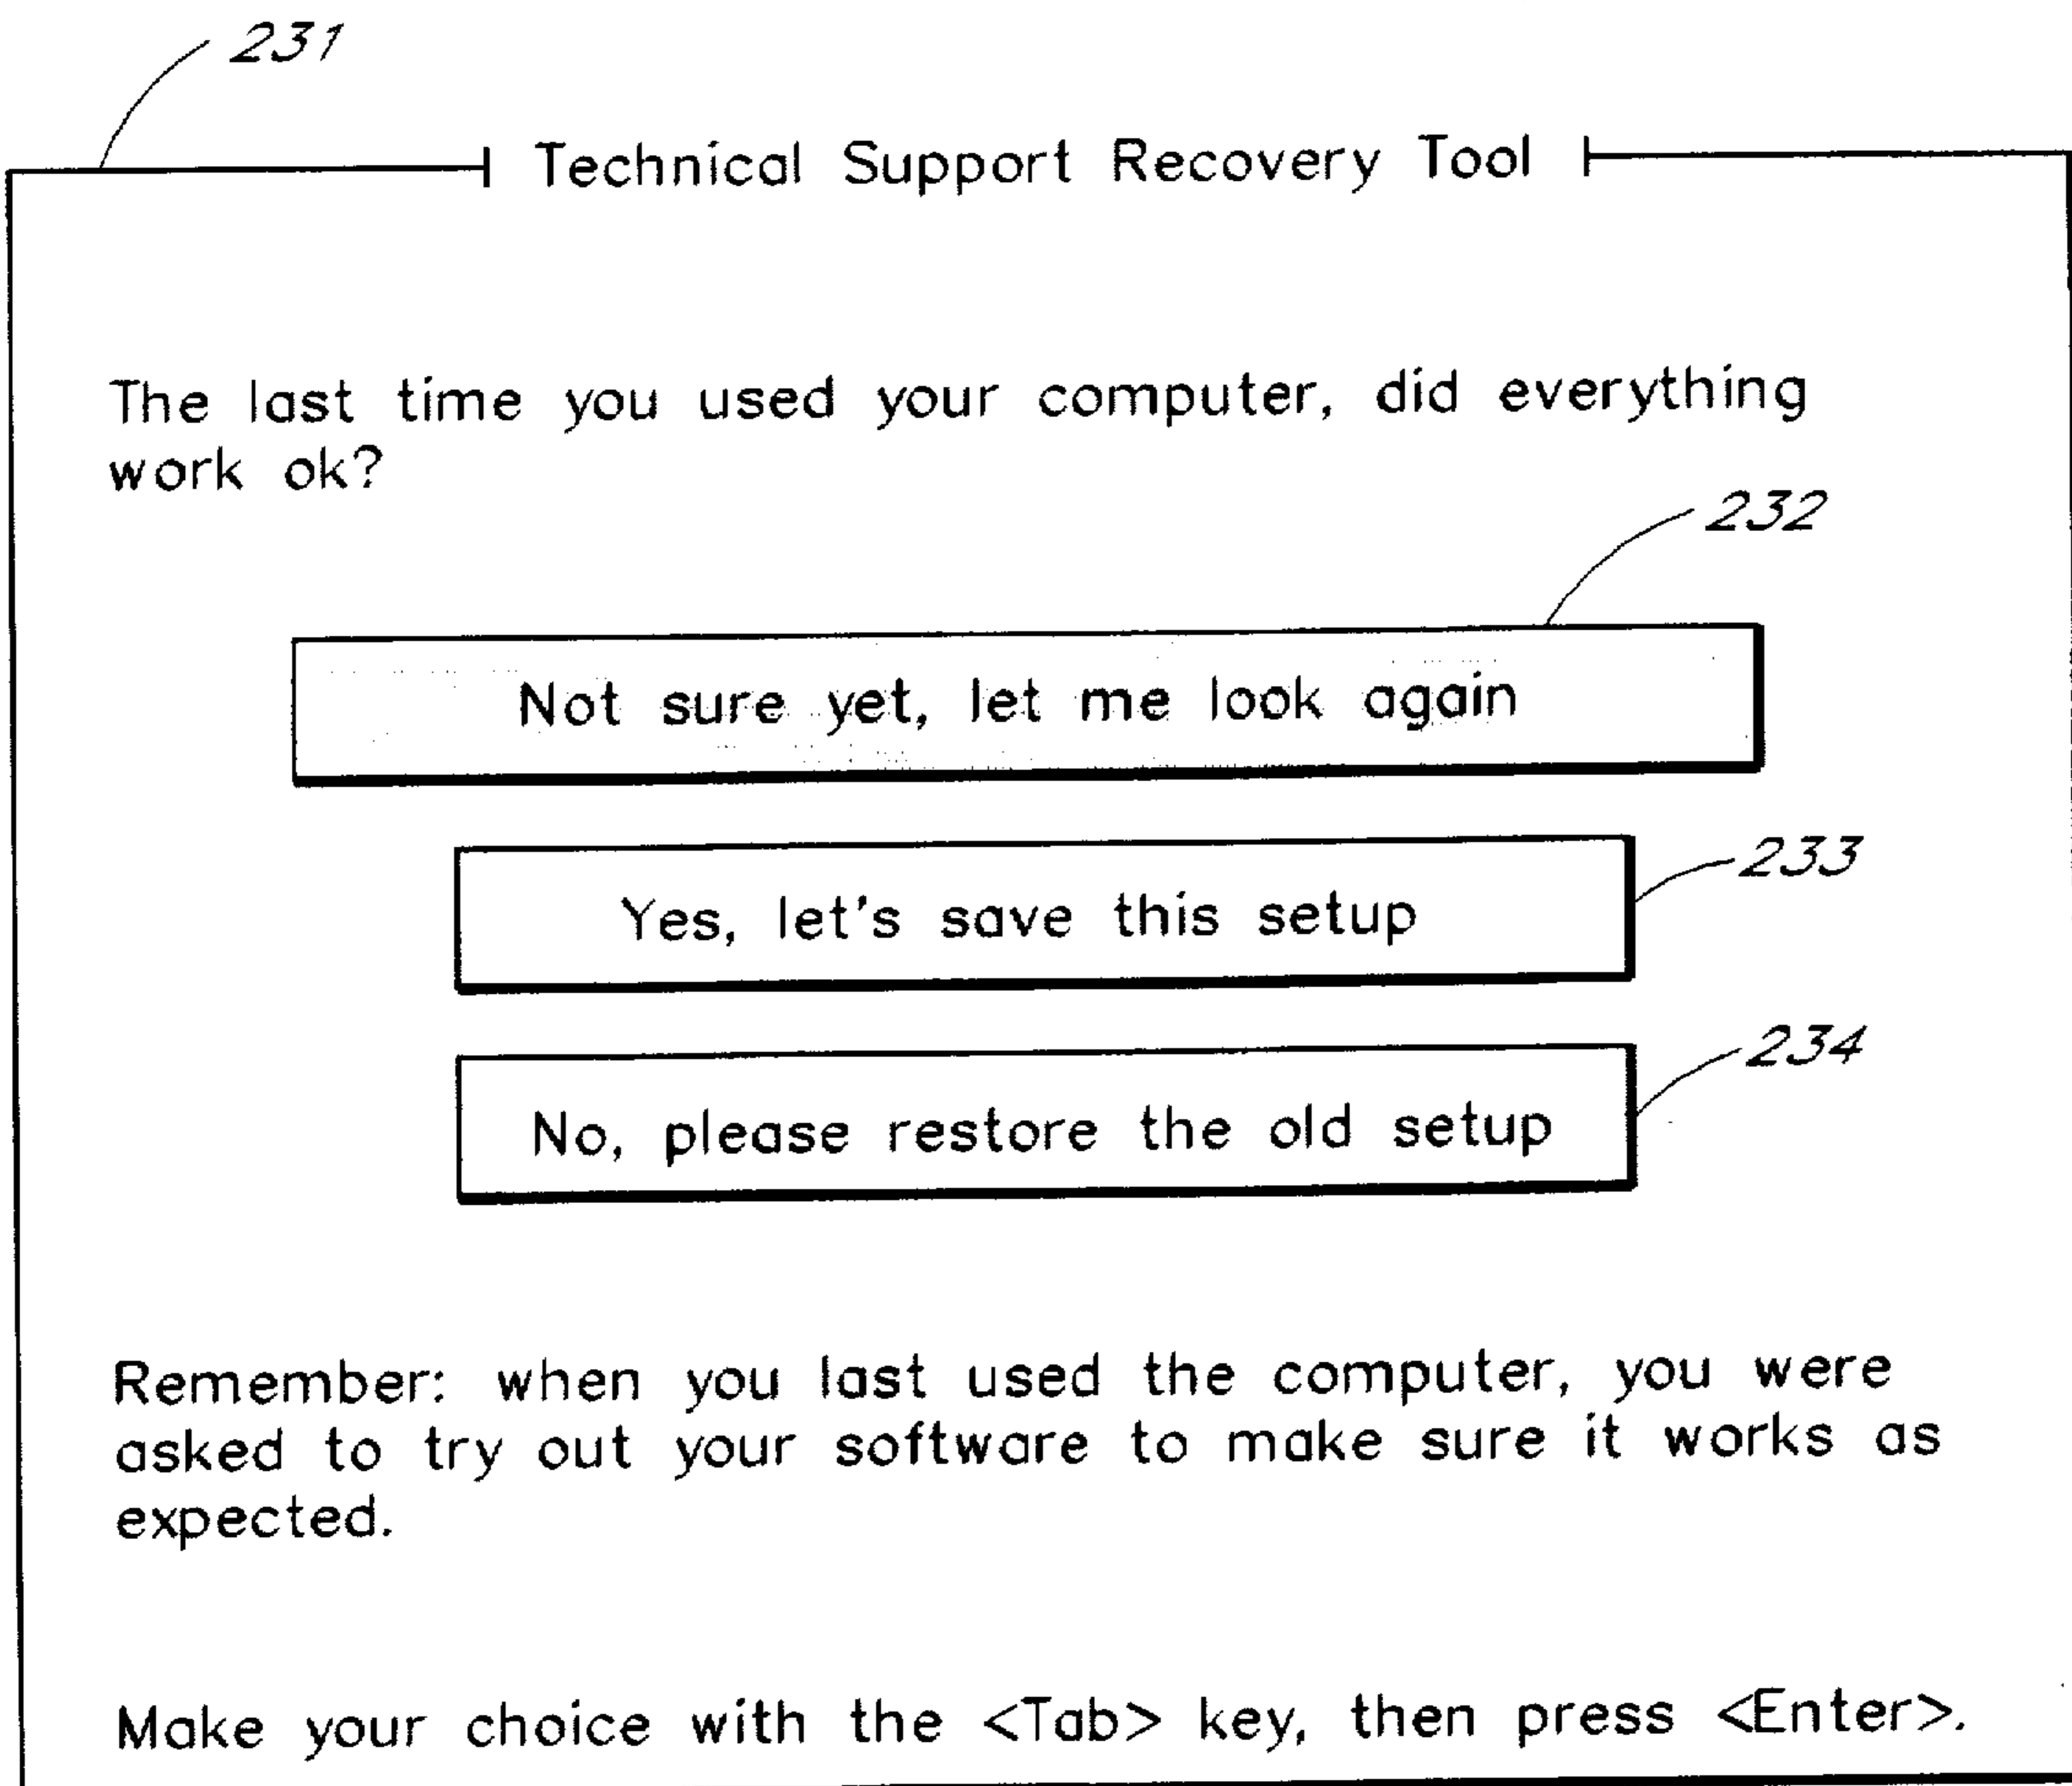 231
Technical Support Recovery Tool
The last time you used your computer, did everything
work ok?
232
Not sure yet, let me look again
233
Yes, let's save this setup
234
No, please restore the old setup
Remember: when you last used the computer, you were
asked to try out your software to make sure it works as
expected.
Make your choice with the <Tab> key, then press <Enter>.